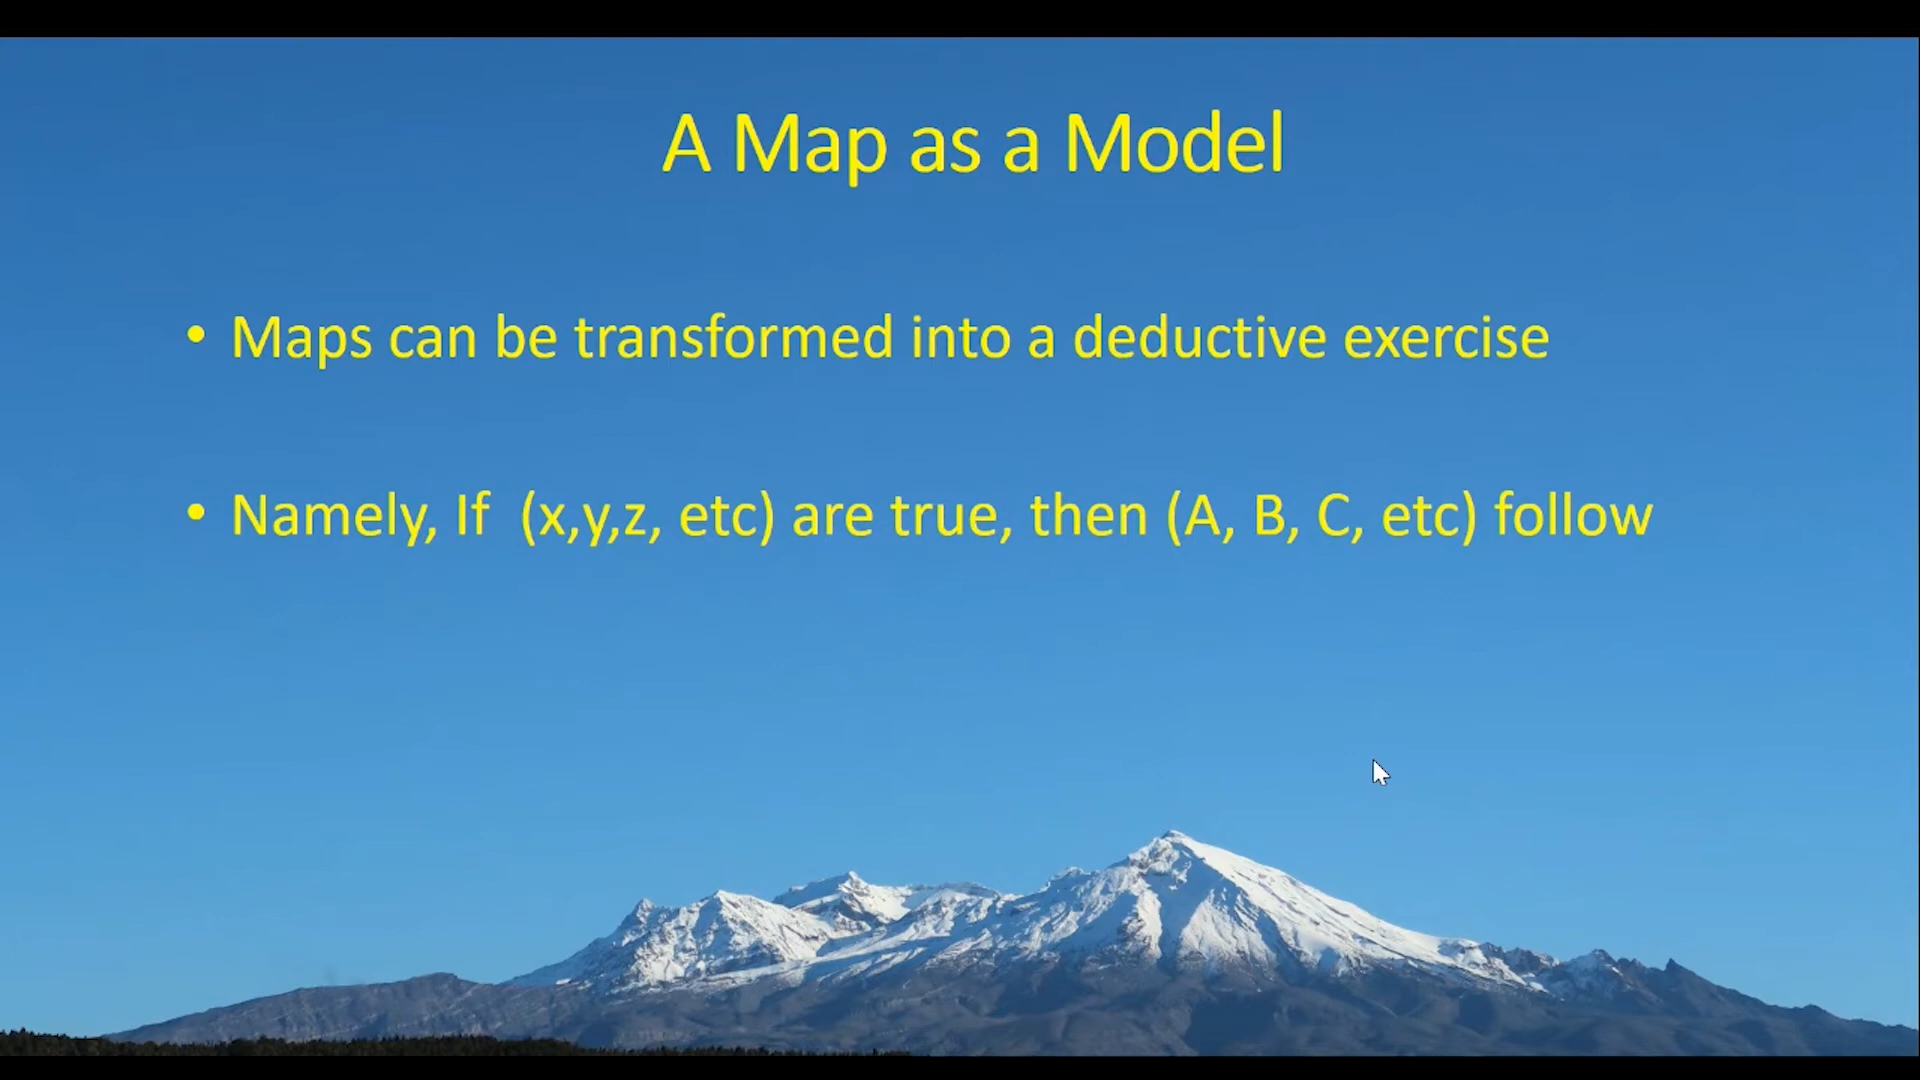 A Map as a Model
• Maps can be transformed into a deductive exercise
• Namely, If  (x,y,z, etc) are true, then (A, B, C, etc) follow